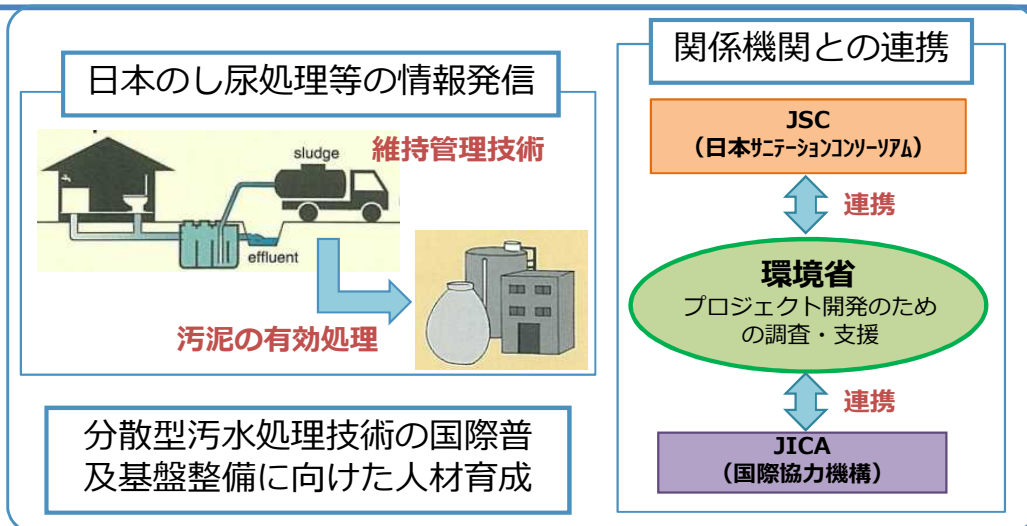 日本のし尿処理等の情報発信
sludge
維持管理技術
effluent
汚泥の有効処理
分散型汚水処理技術の国際普
及基盤整備に向けた人材育成
関係機関との連携
JSC
（日本ｻﾆﾃｰｼｮﾝｺﾝｿｰｼｱﾑ）
連携
環境省
プロジェクト開発のため
の調査・支援
連携
JICA
（国際協力機構）